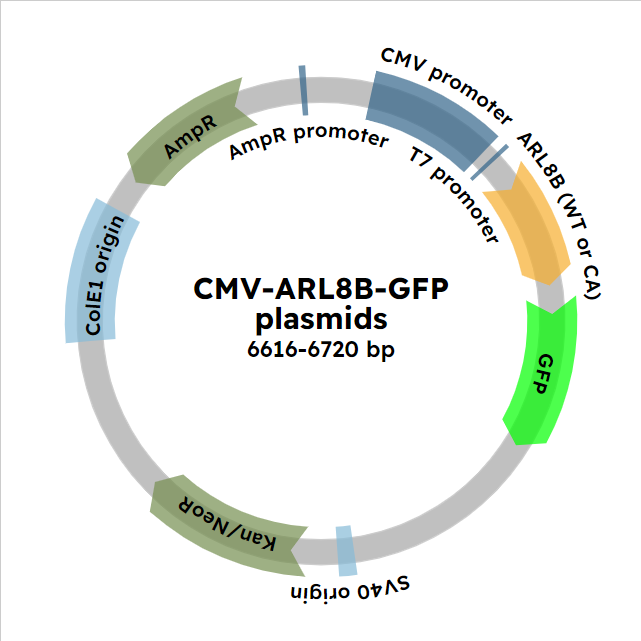 CMV promoter
T7 promoter
ARL8B (WT or CA)
GFP
SV40 origin
Kan/NeoR
ColE1 origin
AmpR
AmpR promoter
CMV-ARL8B-GFP
plasmids
6616-6720 bp